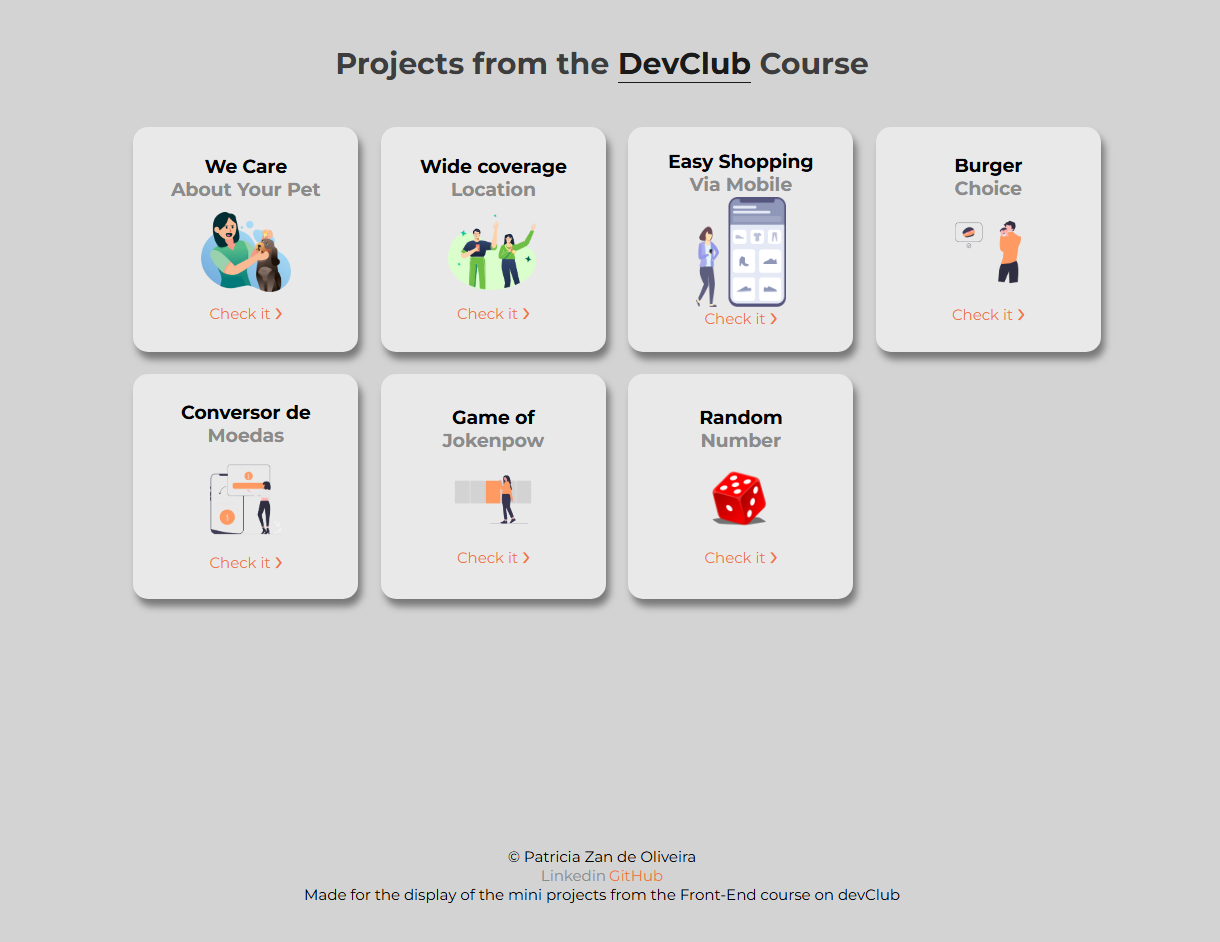 Projects from the DevClub Course
We Care
About Your Pet
Check it ❯
Wide coverage
Location
Check it ❯
Easy Shopping
Via Mobile
Check it ❯
Burger
Choice
Check it ❯
Conversor de
Moedas
Check it ❯
Game of
Jokenpow
Check it ❯
Random
Number
Check it ❯
© Patricia Zan de Oliveira
Linkedin GitHub
Made for the display of the mini projects from the Front-End course on devClub